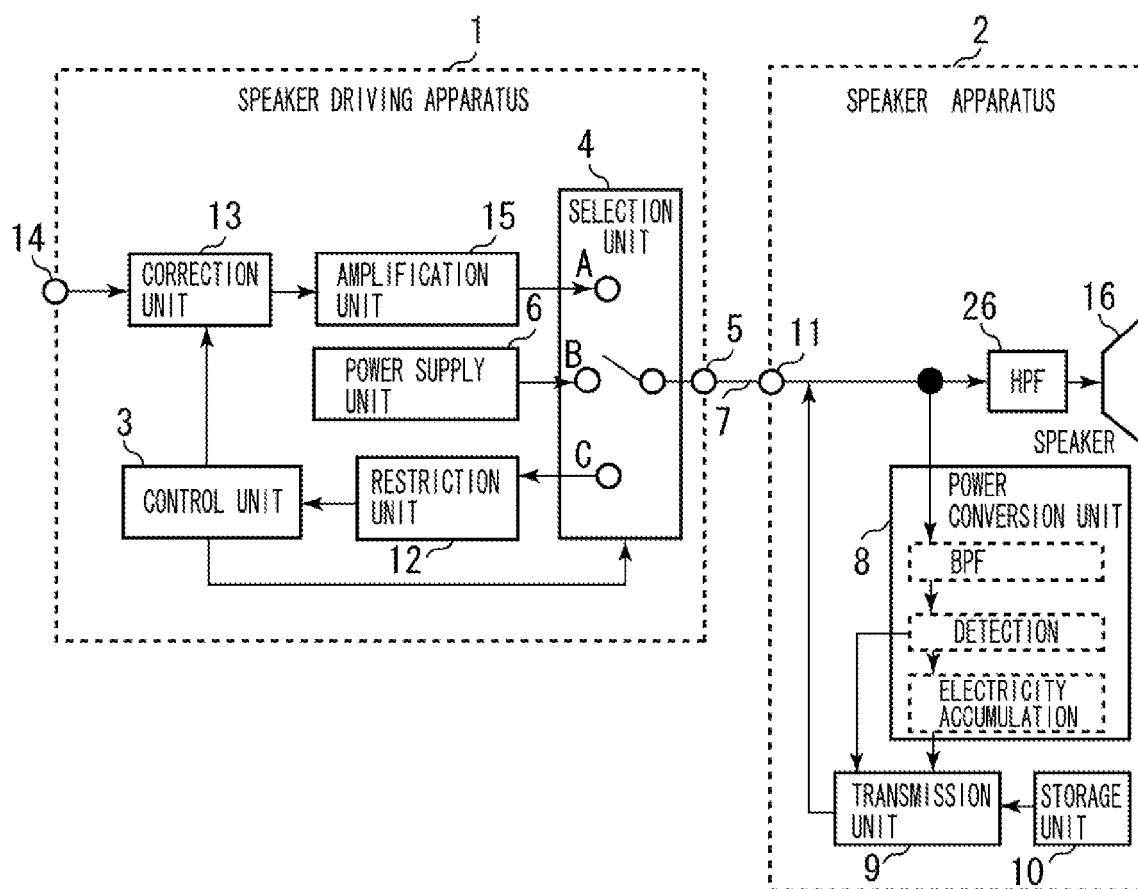 1
2
SPEAKER DRIVING APPARATUS
SPEAKER APPARATUS
4
SELECTION
UNIT
13
15
14
CORRECTION
UNIT
AMPLIFICATION
UNIT
A
16
6
26
5
11
B
POWER SUPPLY
UNIT
HPF
7
3
SPEAKER
C
CONTROL UNIT
RESTRICTION
UNIT
12
POWER
CONVERSION UNIT
8
BPF
DETECTION
ELECTRICITY
ACCUMULATION
TRANSMISSION
UNIT
STORAGE
UNIT
9
10